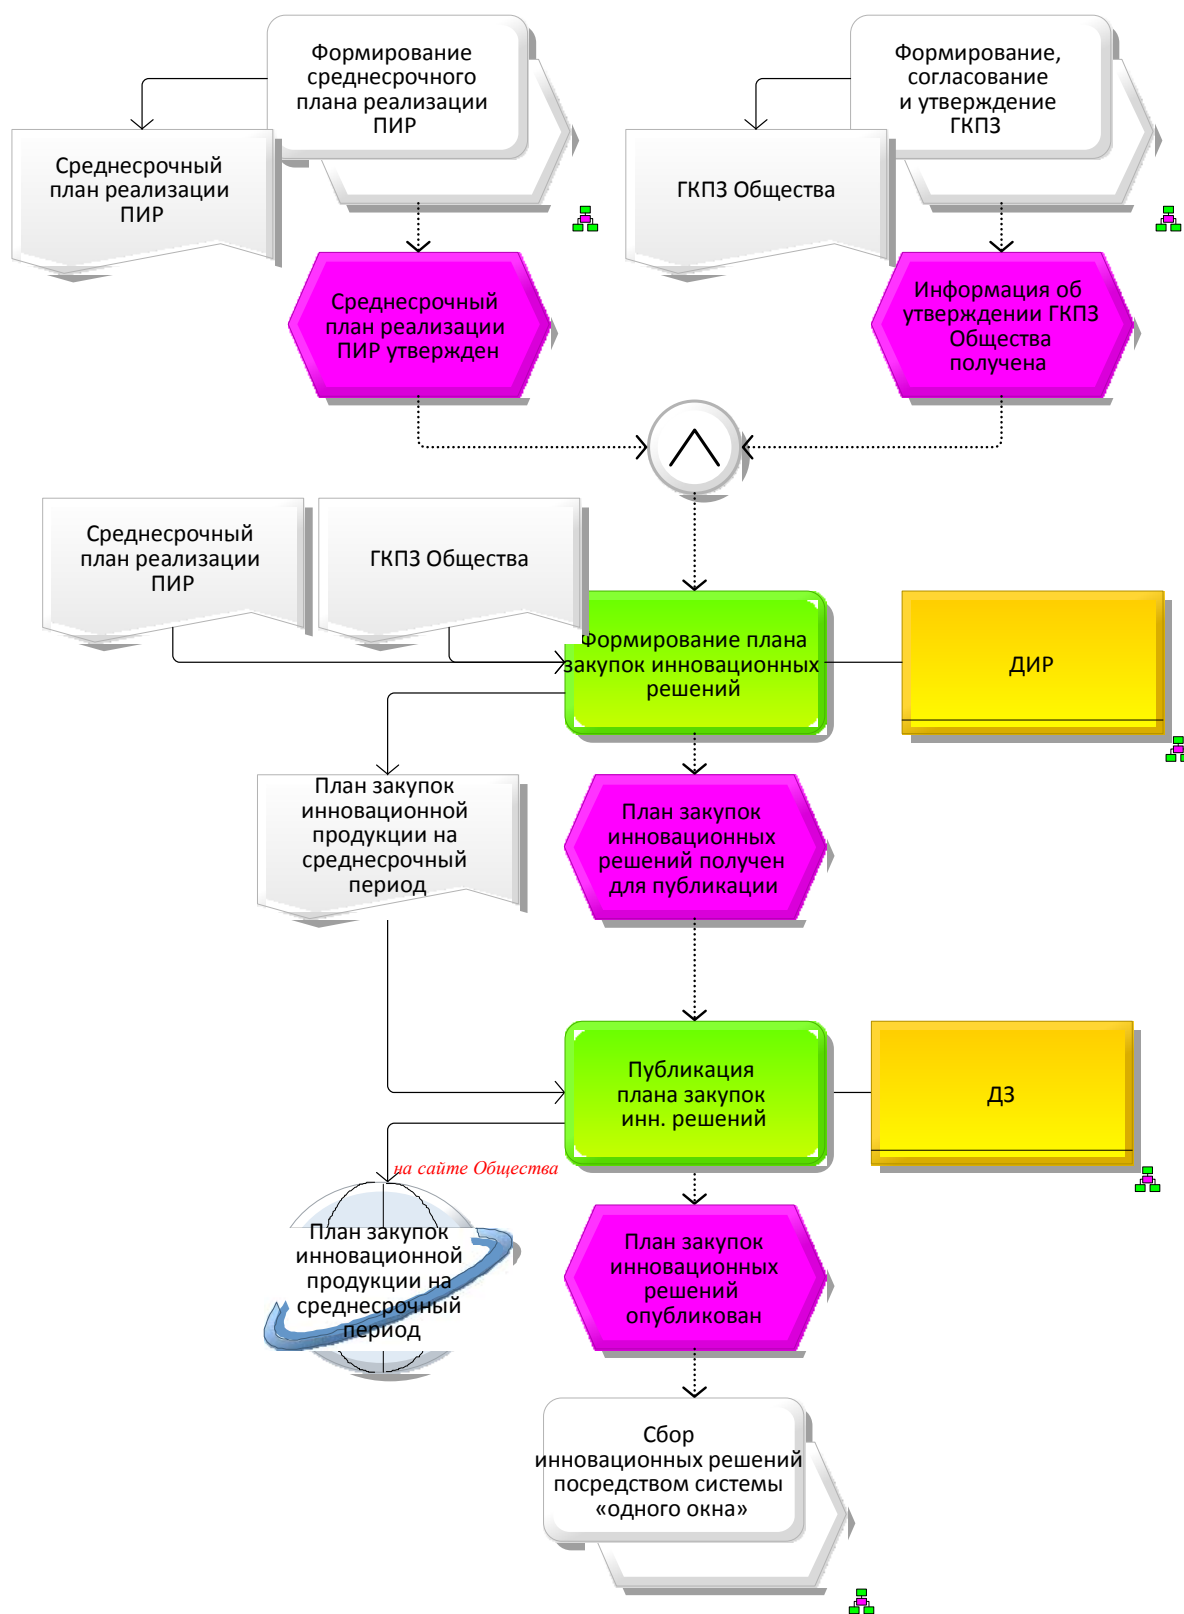 Формирование
среднесрочного
плана реализации
ПИР
Формирование,
согласование
и утверждение
ГКПЗ
Среднесрочный
план реализации
ПИР
ГКПЗ Общества
Среднесрочный
план реализации
ПИР утвержден
Информация об
утверждении ГКПЗ
Общества
получена
Среднесрочный
план реализации
ПИР
ГКПЗ Общества
Формирование плана
закупок инновационных
решений
ДИР
План закупок
инновационной
продукции на
среднесрочный
период
План закупок
инновационных
решений получен
для публикации
Публикация
плана закупок
инн. решений
ДЗ
на сайте Общества
План закупок
инновационной
продукции на
среднесрочный
период
План закупок
инновационных
решений
опубликован
Сбор
инновационных решений
посредством системы
«одного окна»